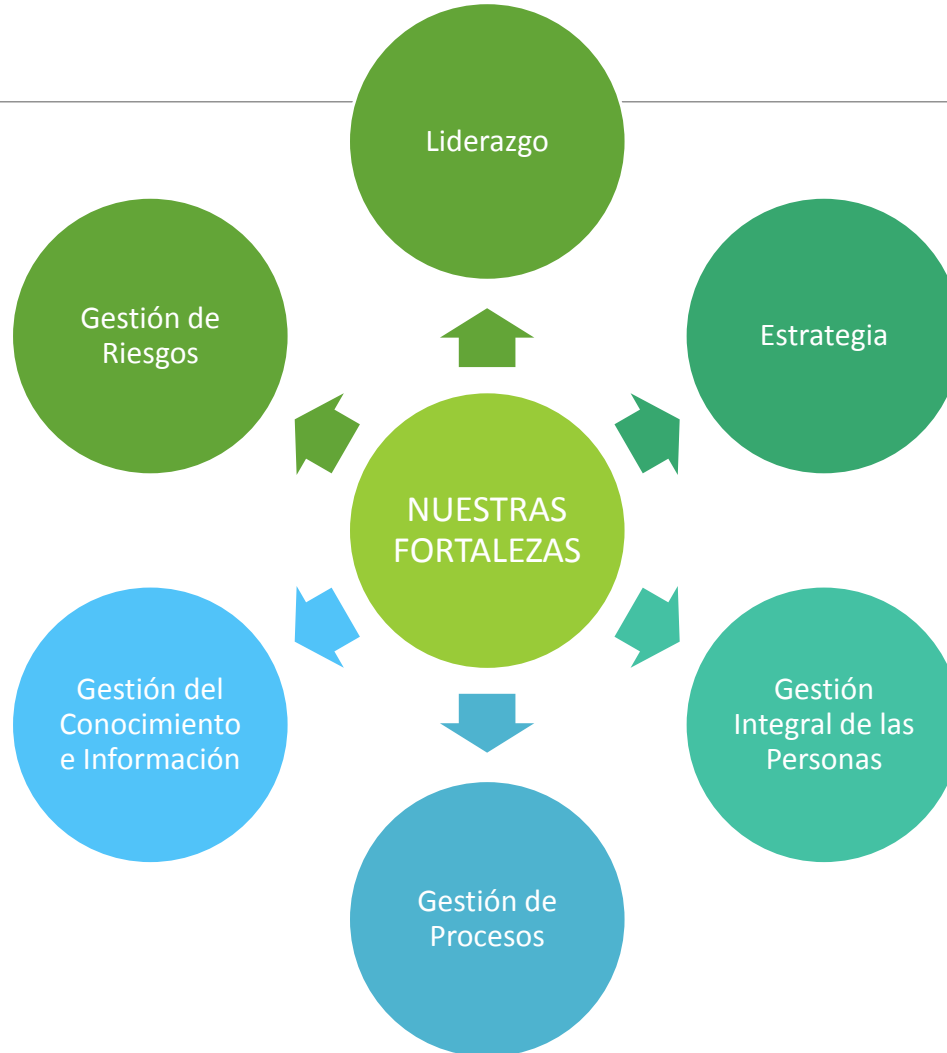 Liderazgo
Gestión de
Riesgos
Estrategia
NUESTRAS
FORTALEZAS
Gestión del
Conocimiento
e Información
Gestión
Integral de las
Personas
Gestión de
Procesos